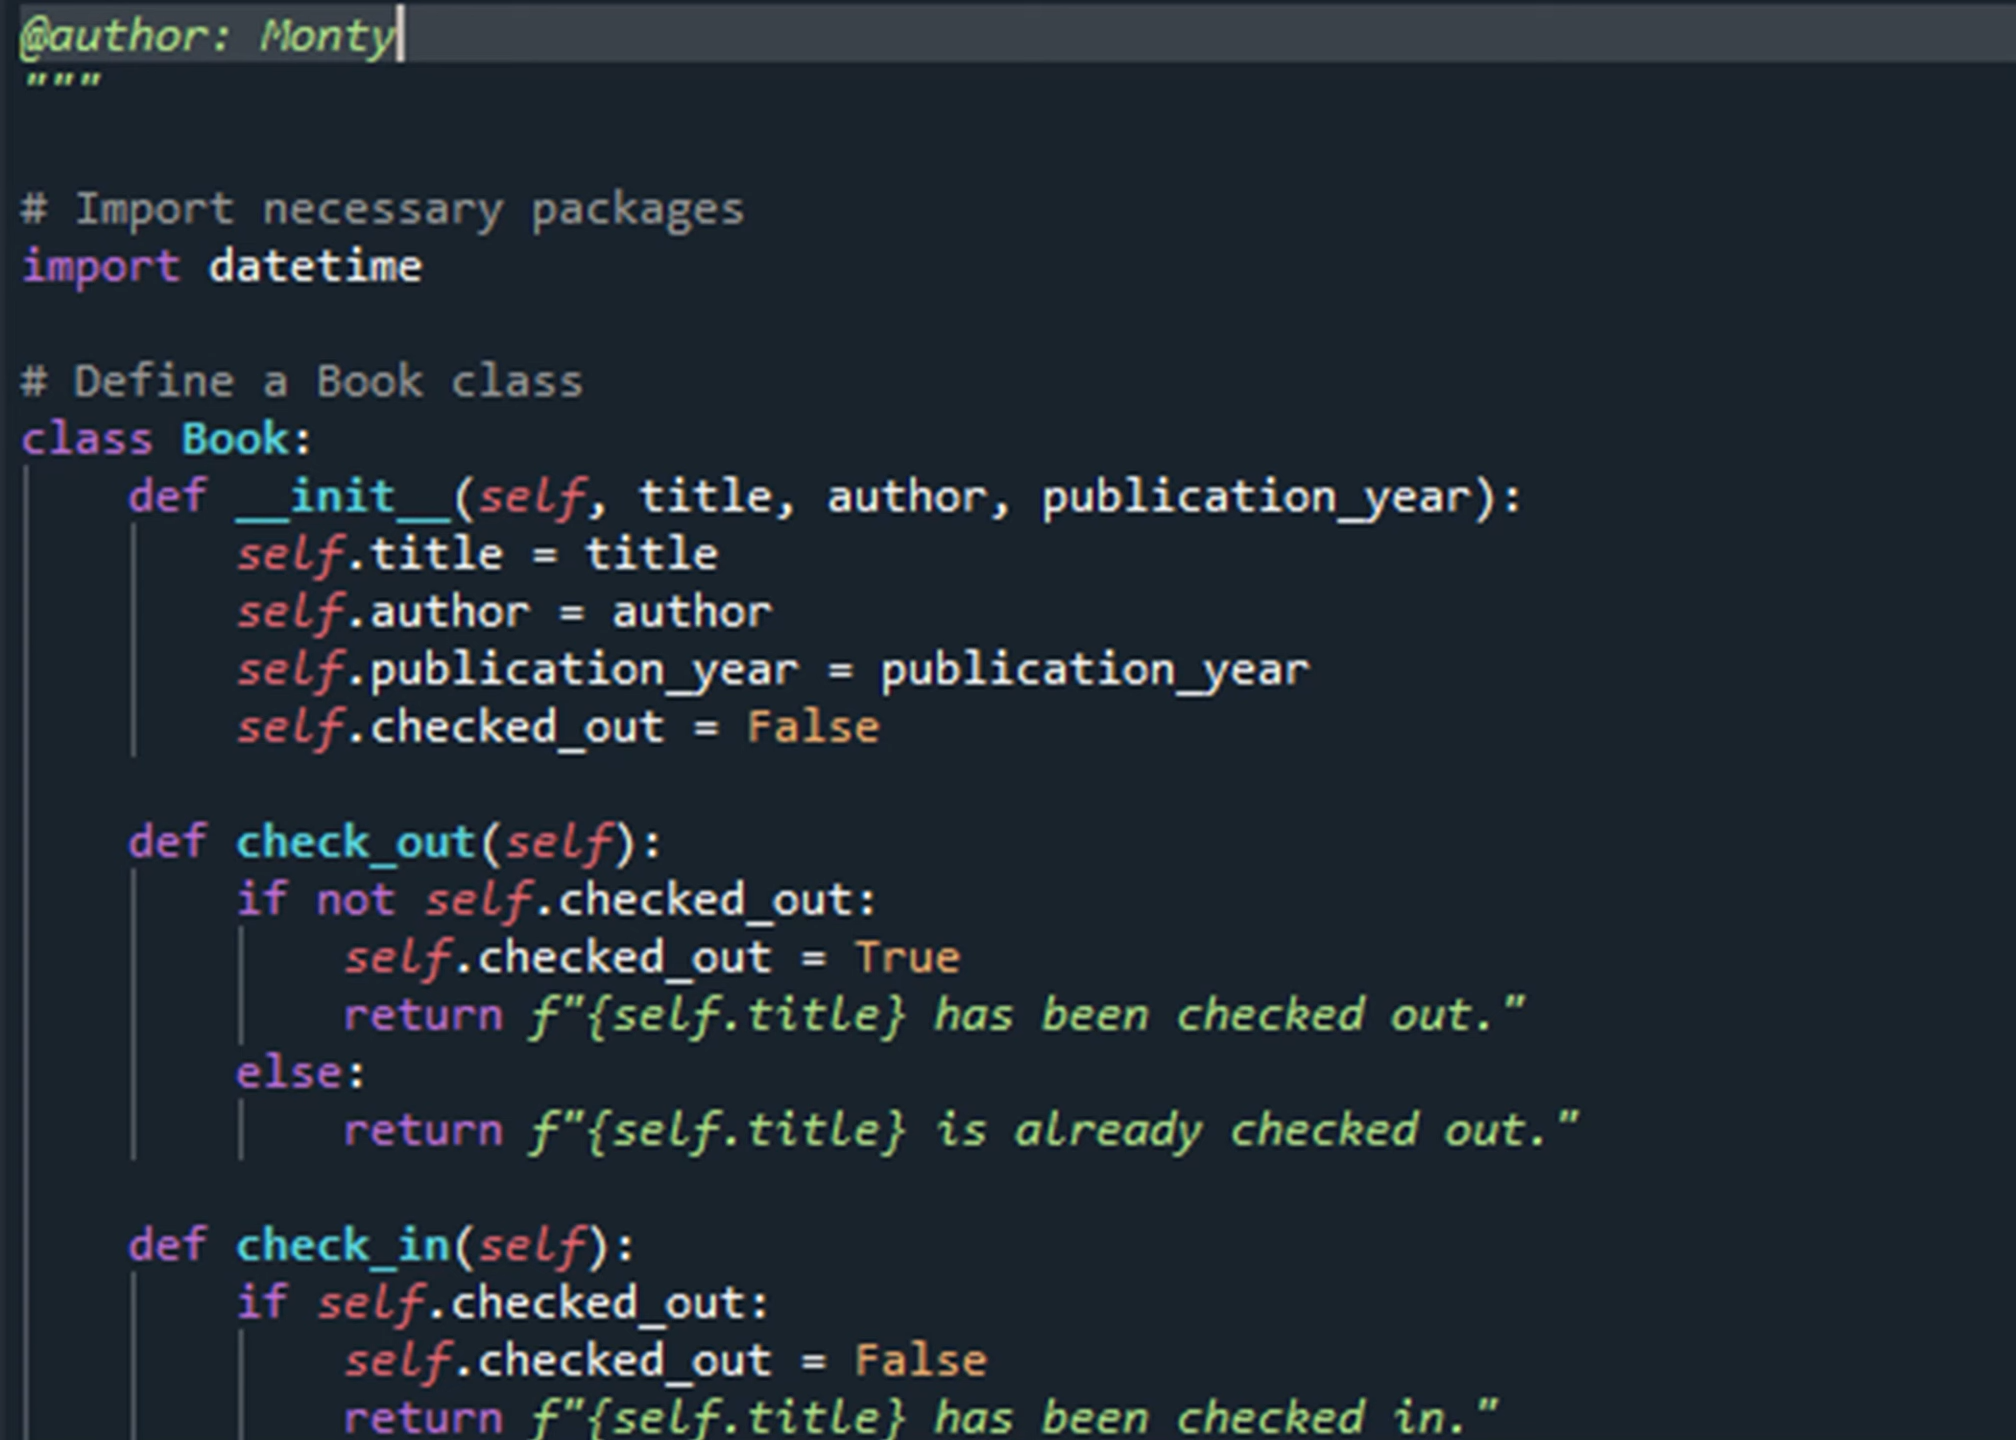 @author: Monty
"""
# Import necessary packages
import datetime
# Define a Book class
class Book:
    def __init__(self, title, author, publication_year):
        self.title = title
        self.author = author
        self.publication_year = publication_year
        self.checked_out = False
    def check_out(self):
        if not self.checked_out:
            self.checked_out = True
            return f"{self.title} has been checked out."
        else:
            return f"{self.title} is already checked out."
    def check_in(self):
        if self.checked_out:
            self.checked_out = False
            return f"{self.title} has been checked in."